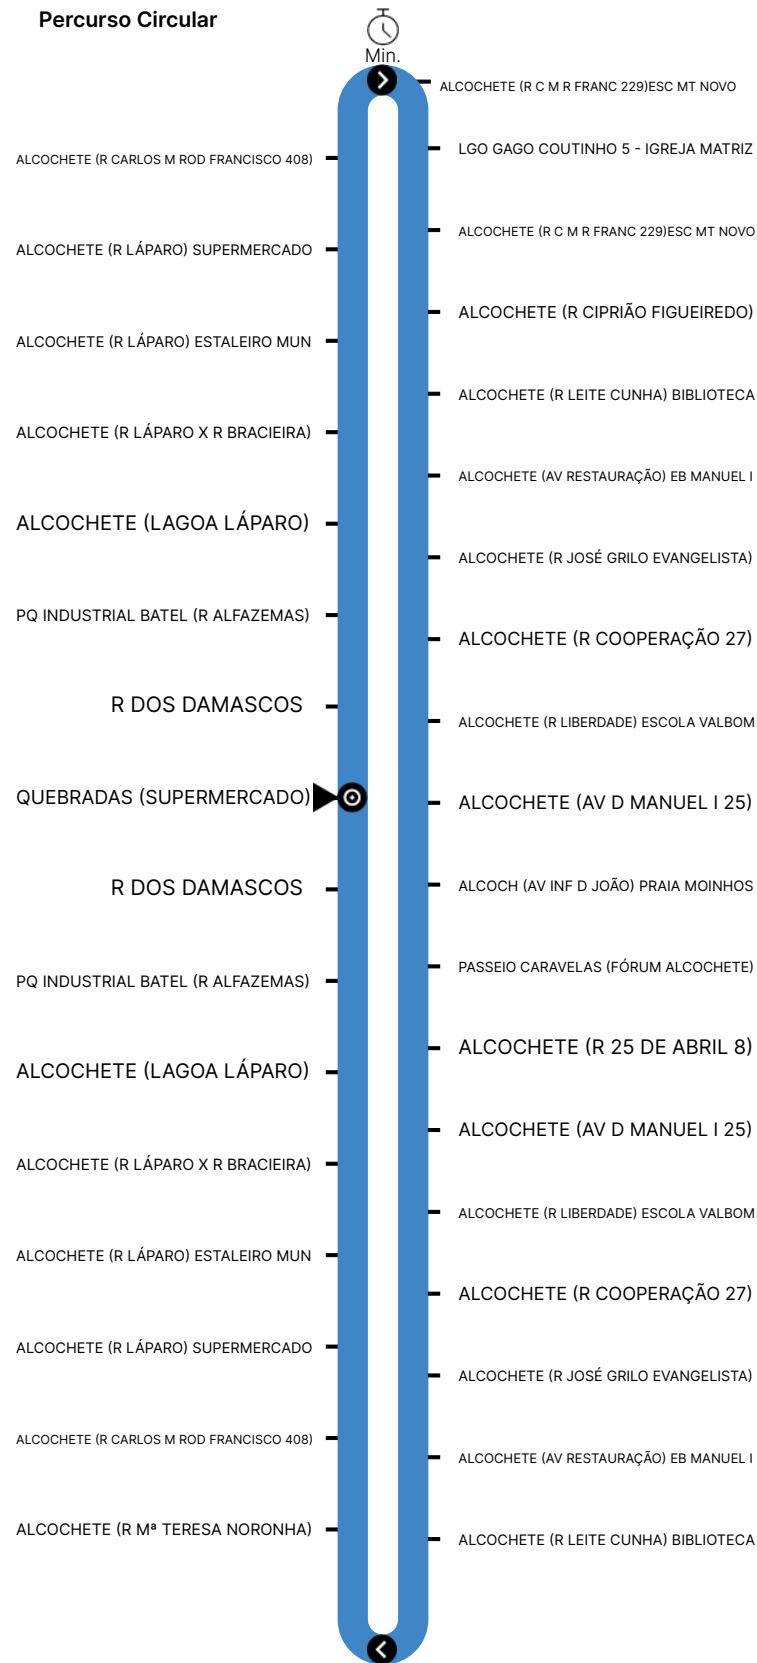 Percurso Circular
Min.
ALCOCHETE (R C M R FRANC 229)ESC MT NOVO
LGO GAGO COUTINHO 5 - IGREJA MATRIZ
ALCOCHETE (R C M R FRANC 229)ESC MT NOVO
ALCOCHETE (R CIPRIÃO FIGUEIREDO)
ALCOCHETE (R LEITE CUNHA) BIBLIOTECA
ALCOCHETE (AV RESTAURAÇÃO) EB MANUEL I
ALCOCHETE (R JOSÉ GRILO EVANGELISTA)
ALCOCHETE (R COOPERAÇÃO 27)
ALCOCHETE (R LIBERDADE) ESCOLA VALBOM
ALCOCHETE (AV D MANUEL I 25)
ALCOCH (AV INF D JOÃO) PRAIA MOINHOS
PASSEIO CARAVELAS (FÓRUM ALCOCHETE)
ALCOCHETE (R 25 DE ABRIL 8)
ALCOCHETE (AV D MANUEL I 25)
ALCOCHETE (R LIBERDADE) ESCOLA VALBOM
ALCOCHETE (R COOPERAÇÃO 27)
ALCOCHETE (R JOSÉ GRILO EVANGELISTA)
ALCOCHETE (AV RESTAURAÇÃO) EB MANUEL I
ALCOCHETE (R LEITE CUNHA) BIBLIOTECA
ALCOCHETE (R CARLOS M ROD FRANCISCO 408)
ALCOCHETE (R LÁPARO) SUPERMERCADO
ALCOCHETE (R LÁPARO) ESTALEIRO MUN
ALCOCHETE (R LÁPARO X R BRACIEIRA)
ALCOCHETE (LAGOA LÁPARO)
PQ INDUSTRIAL BATEL (R ALFAZEMAS)
R DOS DAMASCOS
QUEBRADAS (SUPERMERCADO)
R DOS DAMASCOS
PQ INDUSTRIAL BATEL (R ALFAZEMAS)
ALCOCHETE (LAGOA LÁPARO)
ALCOCHETE (R LÁPARO X R BRACIEIRA)
ALCOCHETE (R LÁPARO) ESTALEIRO MUN
ALCOCHETE (R LÁPARO) SUPERMERCADO
ALCOCHETE (R CARLOS M ROD FRANCISCO 408)
ALCOCHETE (R Mª TERESA NORONHA)